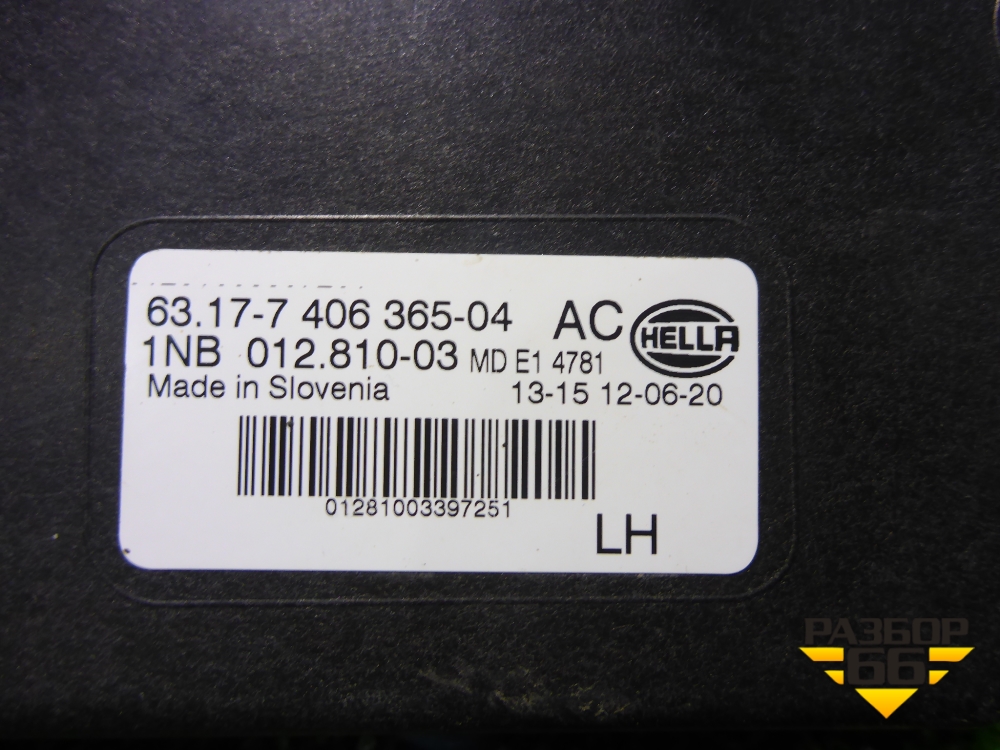 63.17-7 406 365-04 AC HELLA
1NB 012.810-03 MD E1 4781
Made in Slovenia 13-15 12-06-20
01281003397251
LH
РАЗБОР
66